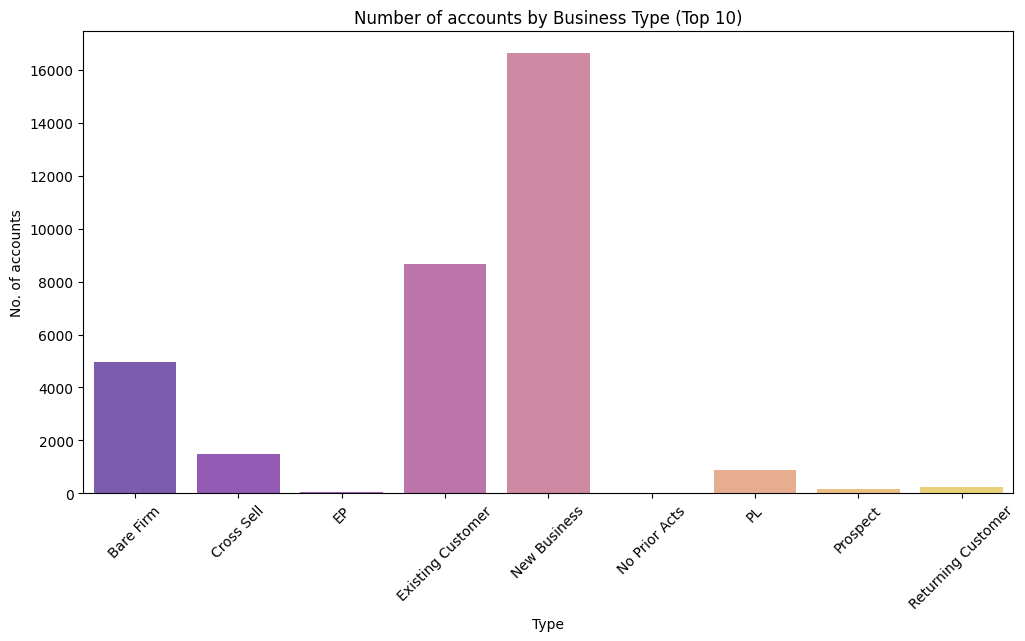 Number of accounts by Business Type (Top 10)
No. of accounts
16000
14000
12000
10000
8000
6000
4000
2000
0
Bare Firm
Cross Sell
EP
Existing Customer
New Business
No Prior Acts
PL
Prospect
Returning Customer
Type